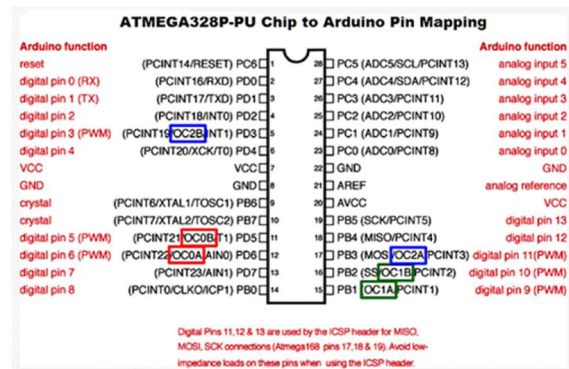 ATMEGA328P-PU Chip to Arduino Pin Mapping
Arduino function Arduino function
reset (PCINT14/RESET) PC6 1 28 PC5 (ADC5/SCL/PCINT13) analog input 5
digital pin 0 (RX) (PCINT16/RXD) PD0 2 27 PC4 (ADC4/SDA/PCINT12) analog input 4
digital pin 1 (TX) (PCINT17/TXD) PD1 3 26 PC3 (ADC3/PCINT11) analog input 3
digital pin 2 (PCINT18/INT0) PD2 4 25 PC2 (ADC2/PCINT10) analog input 2
digital pin 3 (PWM) (PCINT19/OC2B/INT1) PD3 5 24 PC1 (ADC1/PCINT9) analog input 1
digital pin 4 (PCINT20/XCK/T0) PD4 6 23 PC0 (ADC0/PCINT8) analog input 0
VCC VCC 7 22 GND GND
GND GND 8 21 AREF analog reference
crystal (PCINT6/XTAL1/TOSC1) PB6 9 20 AVCC VCC
crystal (PCINT7/XTAL2/TOSC2) PB7 10 19 PB5 (SCK/PCINT5) digital pin 13
digital pin 5 (PWM) (PCINT21/OC0B/T1) PD5 11 18 PB4 (MISO/PCINT4) digital pin 12
digital pin 6 (PWM) (PCINT22/OC0A/AIN0) PD6 12 17 PB3 (MOSI/OC2A/PCINT3) digital pin 11(PWM)
digital pin 7 (PCINT23/AIN1) PD7 13 16 PB2 (SS/OC1B/PCINT2) digital pin 10 (PWM)
digital pin 8 (PCINT0/CLKO/ICP1) PB0 14 15 PB1 (OC1A/PCINT1) digital pin 9 (PWM)
Digital Pins 11,12 & 13 are used by the ICSP header for MISO,
MOSI, SCK connections (Atmega168 pins 17,18 & 19). Avoid low-
impedance loads on these pins when using the ICSP header.